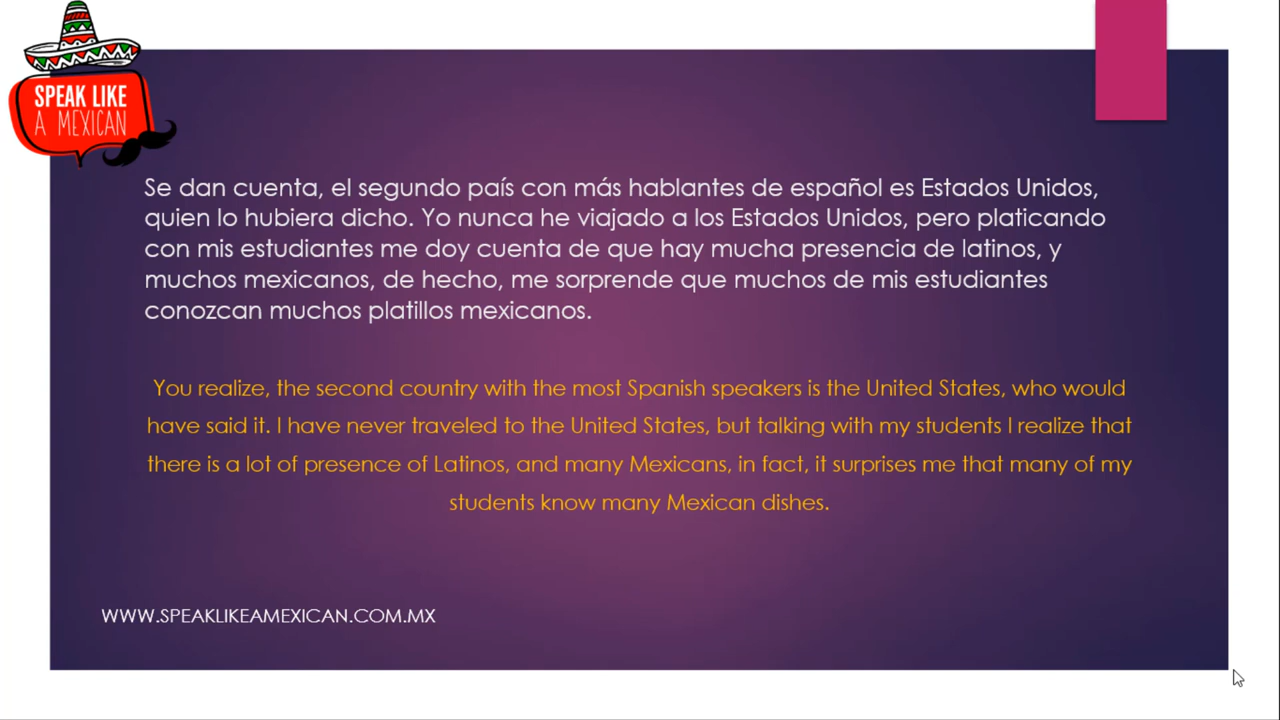 SPEAK LIKE
A MEXICAN
Se dan cuenta, el segundo país con más hablantes de español es Estados Unidos,
quien lo hubiera dicho. Yo nunca he viajado a los Estados Unidos, pero platicando
con mis estudiantes me doy cuenta de que hay mucha presencia de latinos, y
muchos mexicanos, de hecho, me sorprende que muchos de mis estudiantes
conozcan muchos platillos mexicanos.
You realize, the second country with the most Spanish speakers is the United States, who would
have said it. I have never traveled to the United States, but talking with my students I realize that
there is a lot of presence of Latinos, and many Mexicans, in fact, it surprises me that many of my
students know many Mexican dishes.
WWW.SPEAKLIKEAMEXICAN.COM.MX